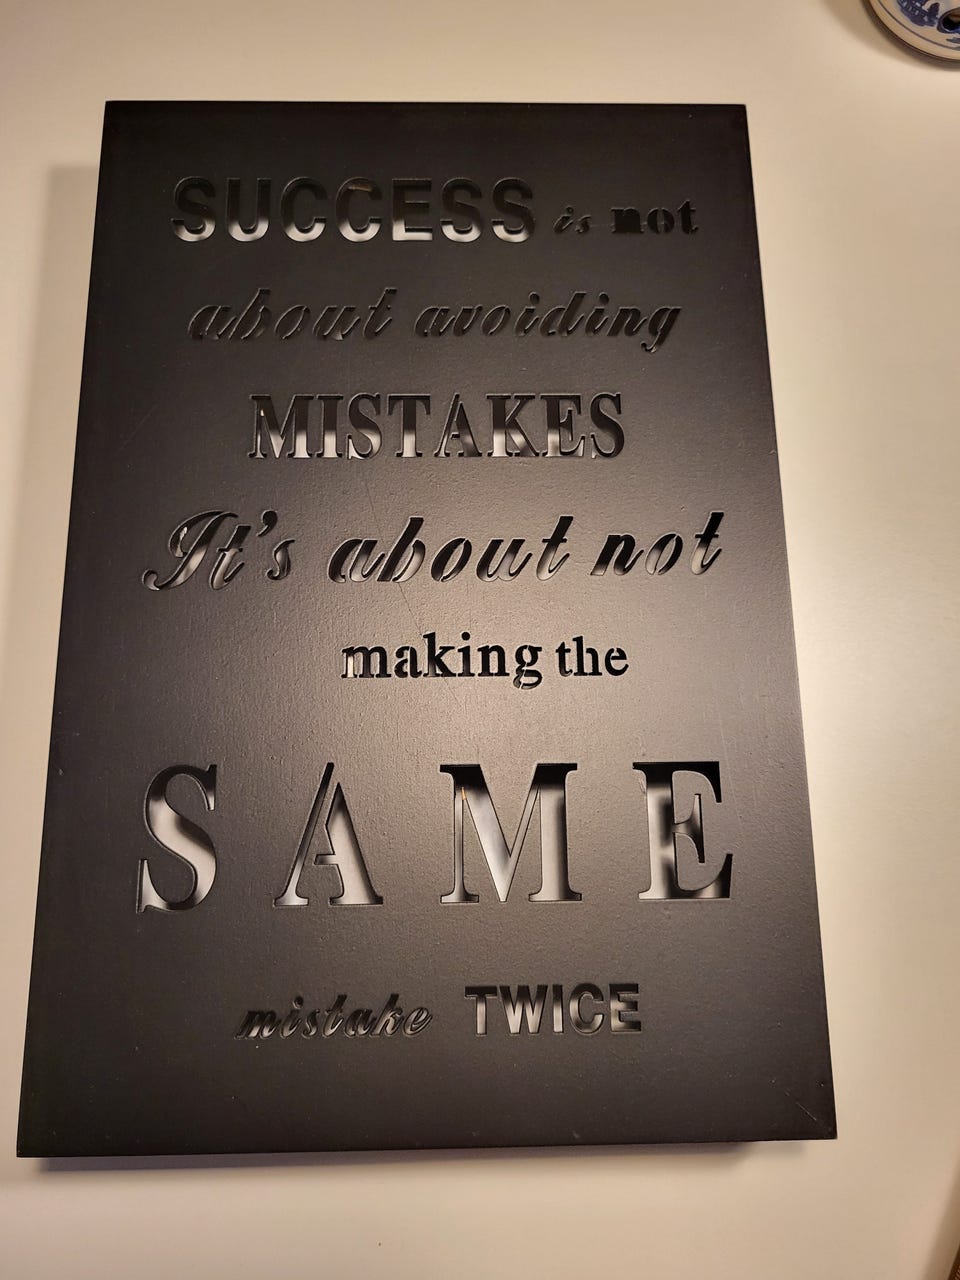 SUCCESS is not
about avoiding
MISTAKES
It's about not
making the
SAME
mistake TWICE